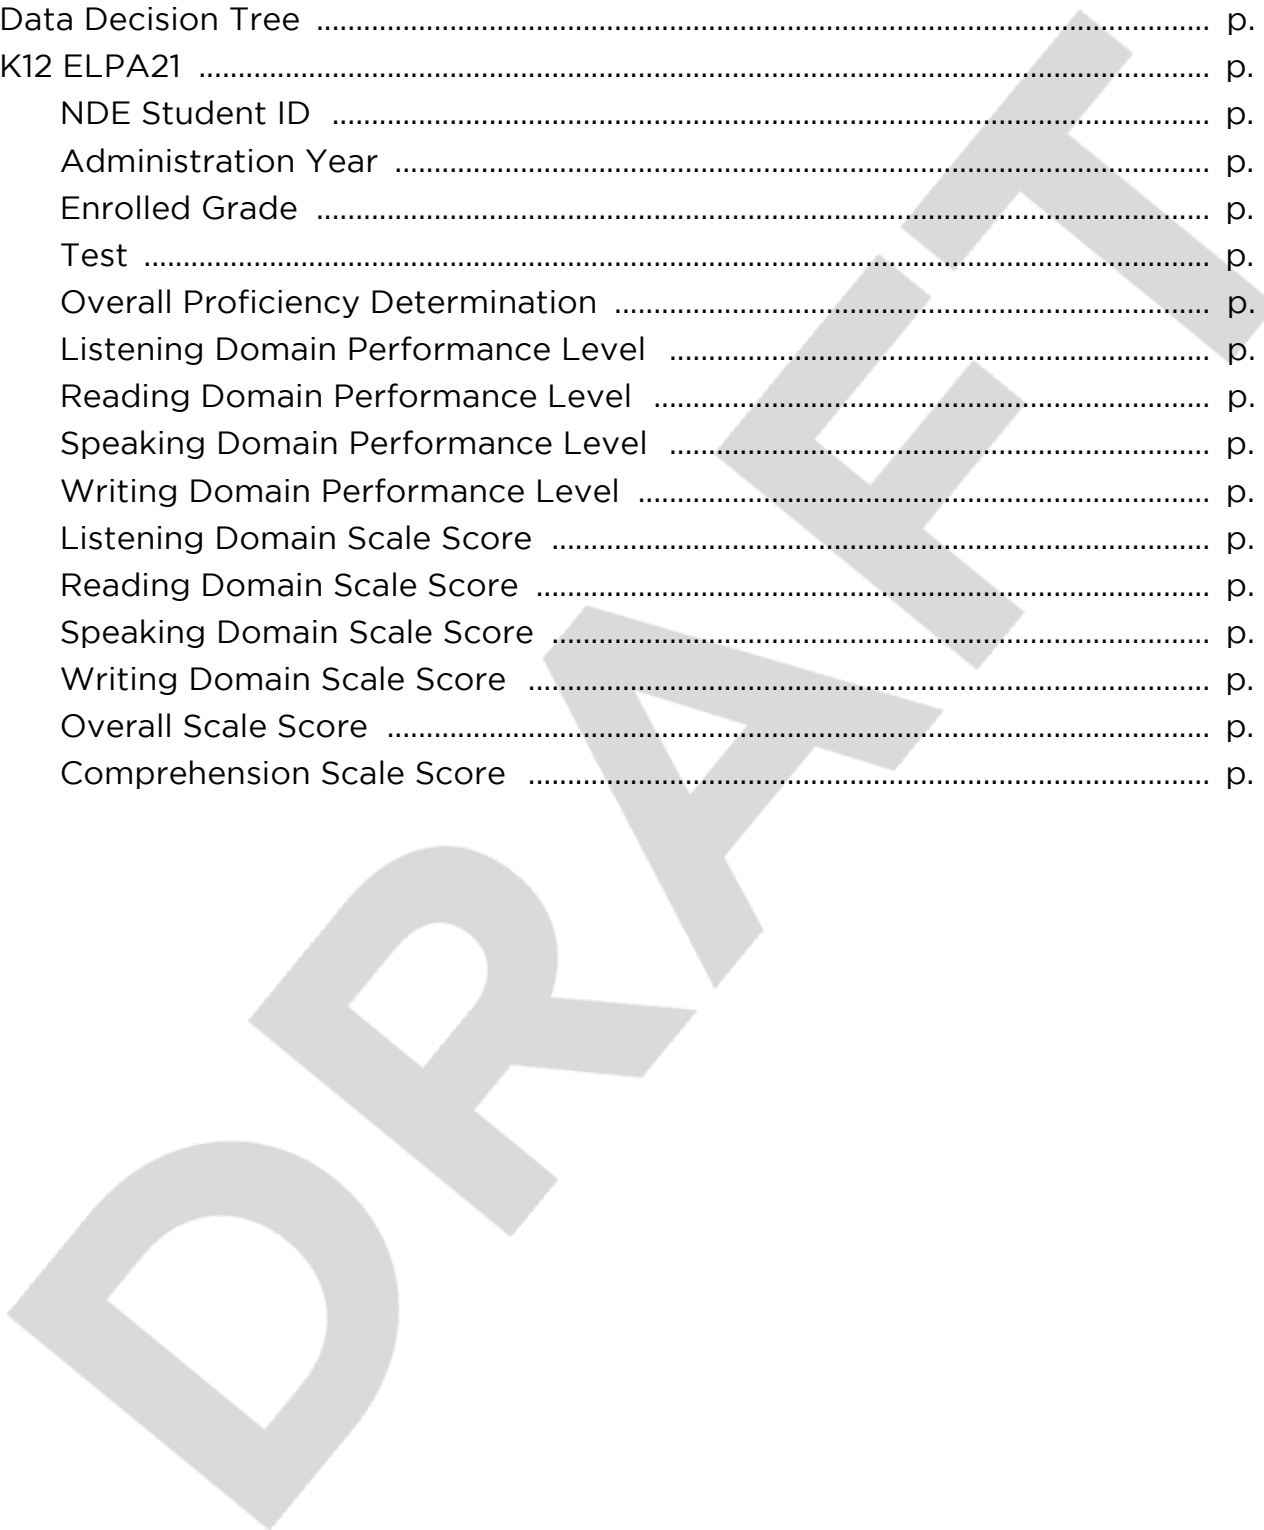 Data Decision Tree ........................................ p.
K12 ELPA21 ........................................ p.
NDE Student ID ........................................ p.
Administration Year ........................................ p.
Enrolled Grade ........................................ p.
Test ........................................ p.
Overall Proficiency Determination ........................................ p.
Listening Domain Performance Level ........................................ p.
Reading Domain Performance Level ........................................ p.
Speaking Domain Performance Level ........................................ p.
Writing Domain Performance Level ........................................ p.
Listening Domain Scale Score ........................................ p.
Reading Domain Scale Score ........................................ p.
Speaking Domain Scale Score ........................................ p.
Writing Domain Scale Score ........................................ p.
Overall Scale Score ........................................ p.
Comprehension Scale Score ........................................ p.
DRAFT